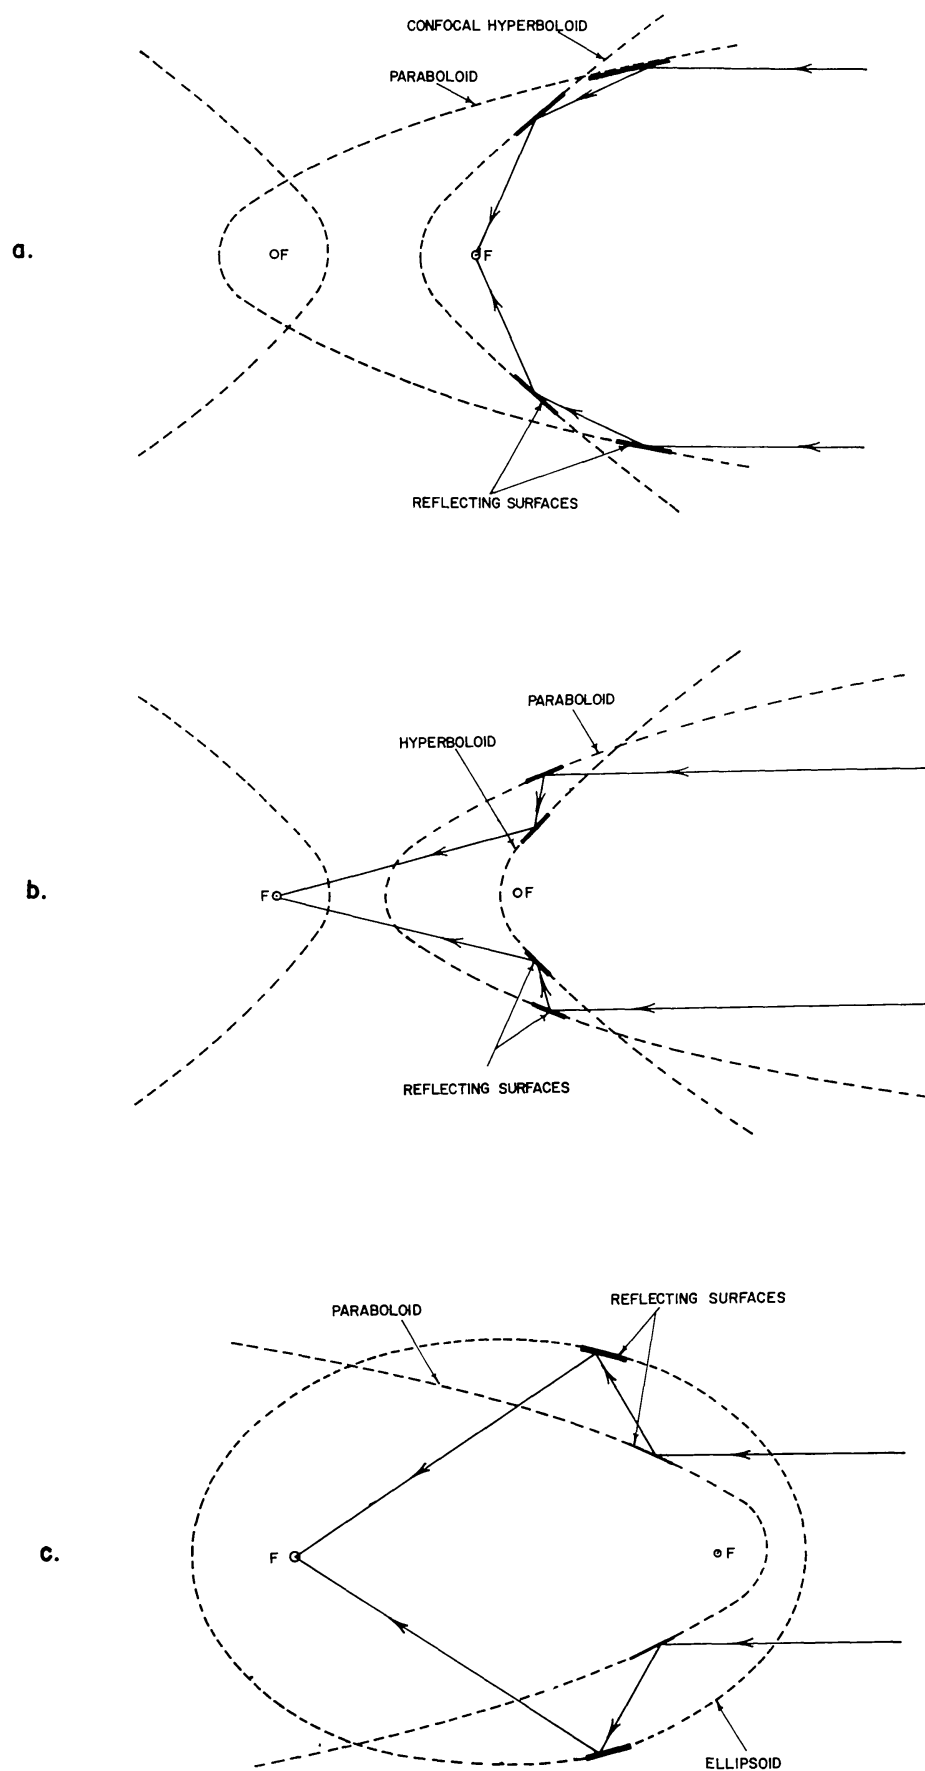 CONFOCAL HYPERBOLOID
PARABOLOID
a.
F
F
REFLECTING SURFACES
PARABOLOID
HYPERBOLOID
b.
F
F
REFLECTING SURFACES
REFLECTING SURFACES
PARABOLOID
c.
F
F
ELLIPSOID